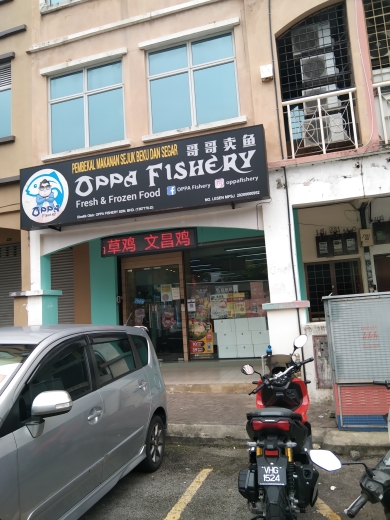 PEMBEKAL MAKANAN SEJUK BEKU DAN SEGAR
哥哥卖鱼
OPPA FISHERY
Fresh & Frozen Food
OPPA Fishery
oppafishery
OPPA
草鸡 文昌鸡
VHG
1524